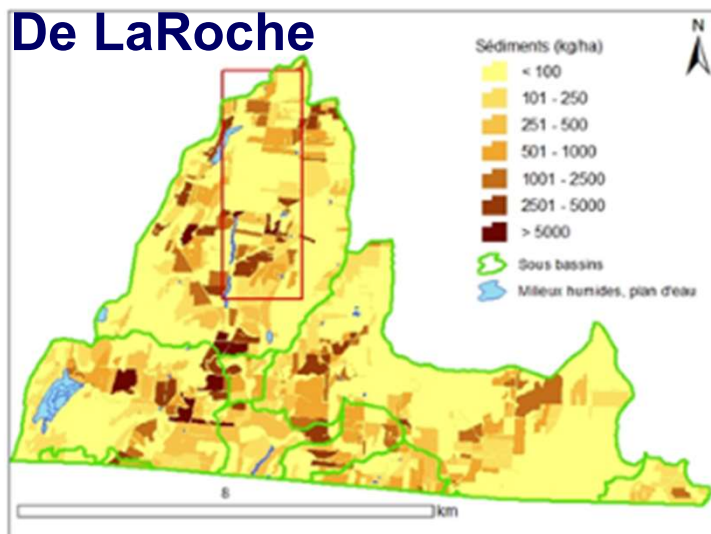 De LaRoche
N
Sédiments (kg/ha)
< 100
101 - 250
251 - 500
501 - 1000
1001 - 2500
2501 - 5000
> 5000
Sous bassins
Milieux humides, plan d'eau
8
km